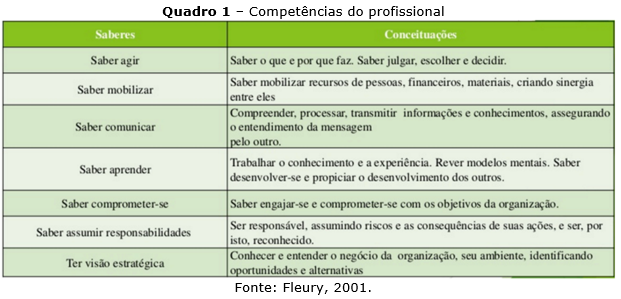 Quadro 1 – Competências do profissional
Saberes
Conceituações
Saber agir
Saber o que e por que faz. Saber julgar, escolher e decidir.
Saber mobilizar
Saber mobilizar recursos de pessoas, financeiros, materiais, criando sinergia
entre eles
Saber comunicar
Compreender, processar, transmitir informações e conhecimentos, assegurando
o entendimento da mensagem
pelo outro.
Saber aprender
Trabalhar o conhecimento e a experiência. Rever modelos mentais. Saber
desenvolver-se e propiciar o desenvolvimento dos outros.
Saber comprometer-se
Saber engajar-se e comprometer-se com os objetivos da organização.
Saber assumir responsabilidades
Ser responsável, assumindo riscos e as consequências de suas ações, e ser, por
isto, reconhecido.
Ter visão estratégica
Conhecer e entender o negócio da organização, seu ambiente, identificando
oportunidades e alternativas
Fonte: Fleury, 2001.